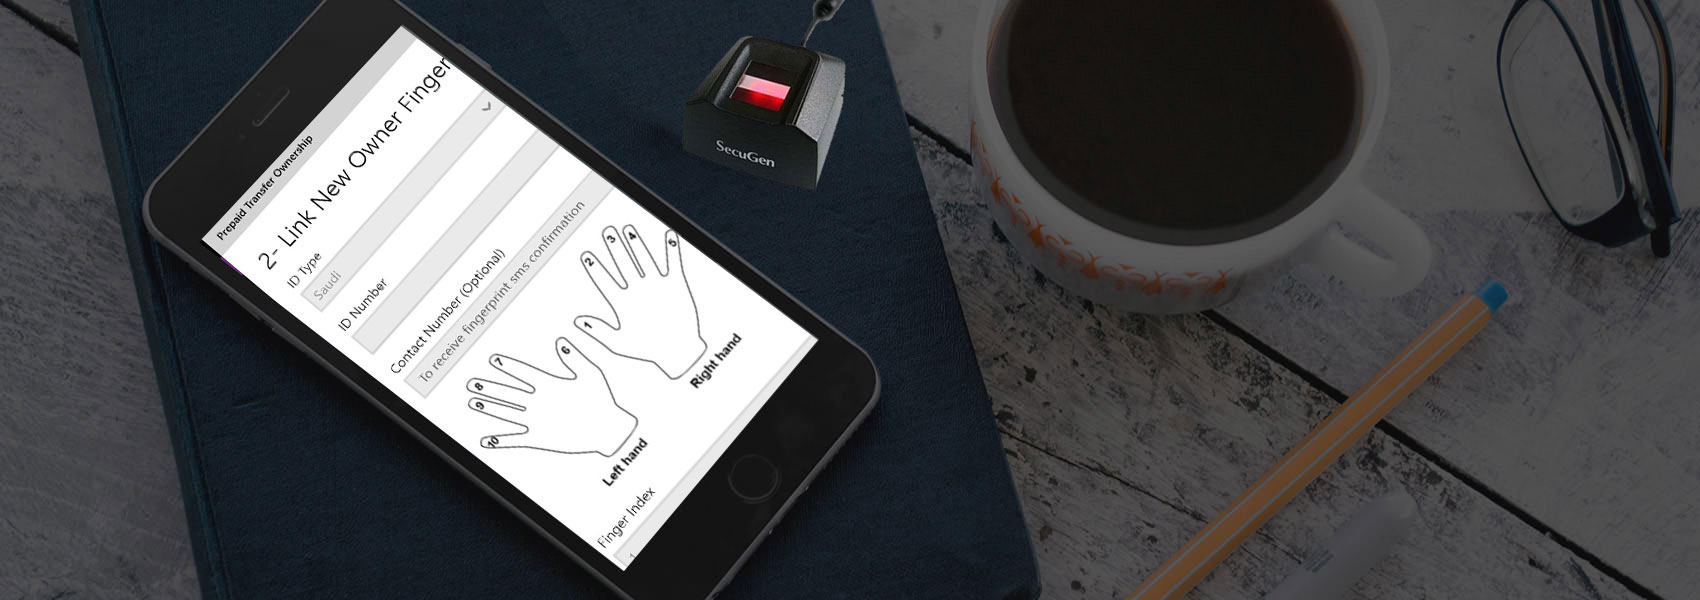 Prepaid Transfer Ownership
2- Link New Owner Finger
ID Type
Saudi
ID Number
Contact Number (Optional)
To receive fingerprint sms confirmation
1
2
3
4
5
Right hand
6
7
8
9
10
Left hand
Finger Index
1
SecuGen